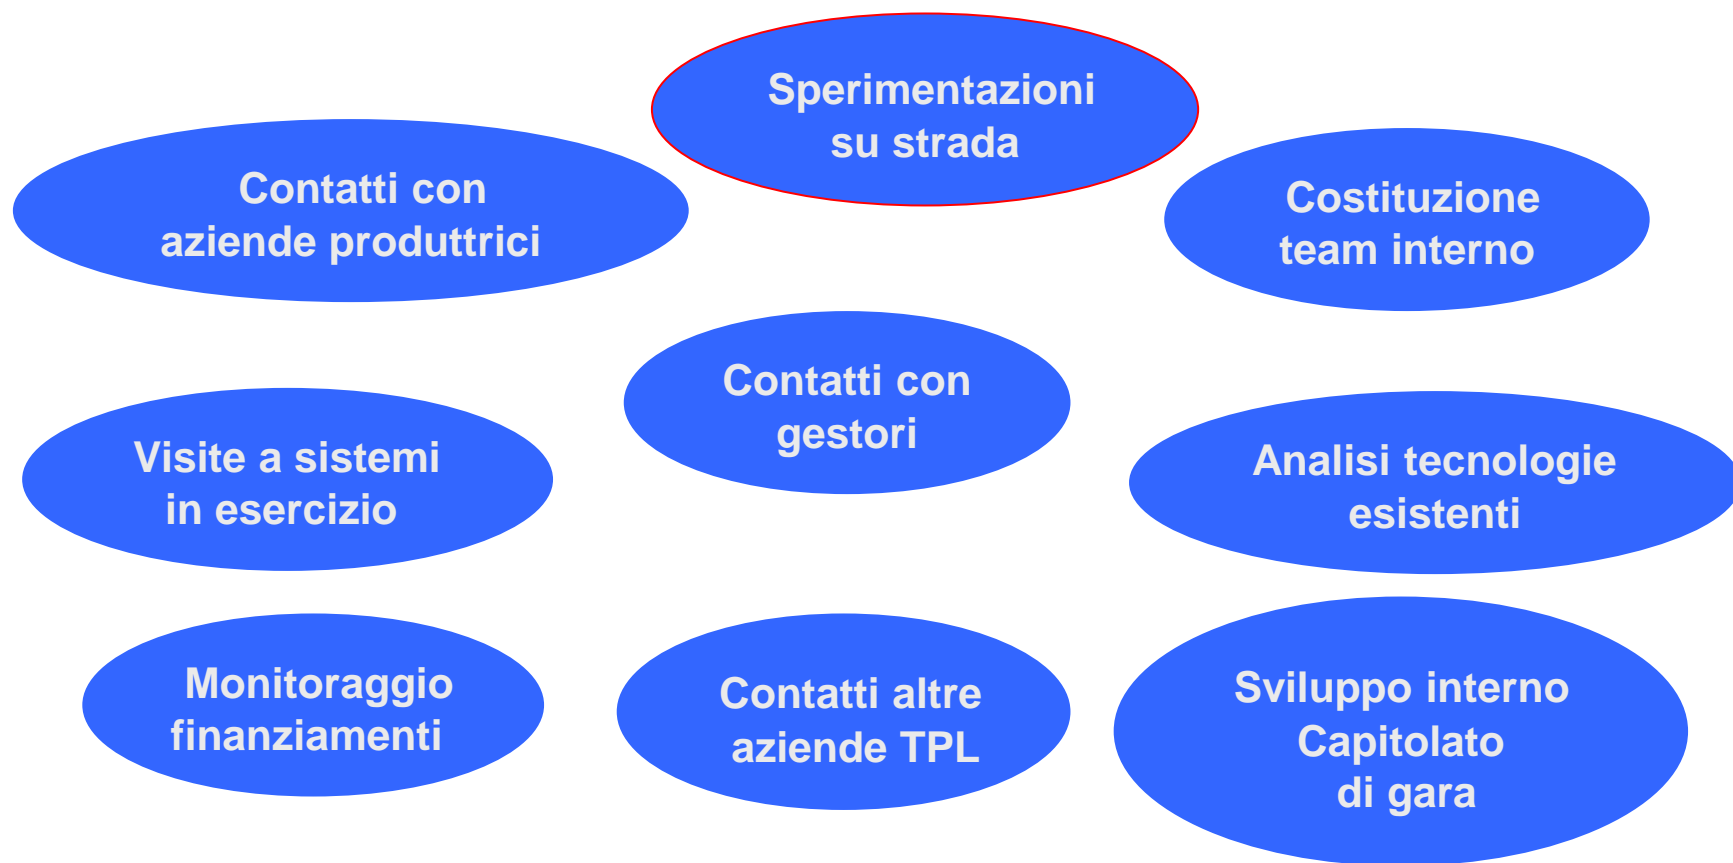 Sperimentazioni
su strada
Contatti con
aziende produttrici
Costituzione
team interno
Contatti con
gestori
Visite a sistemi
in esercizio
Analisi tecnologie
esistenti
Monitoraggio
finanziamenti
Contatti altre
aziende TPL
Sviluppo interno
Capitolato
di gara